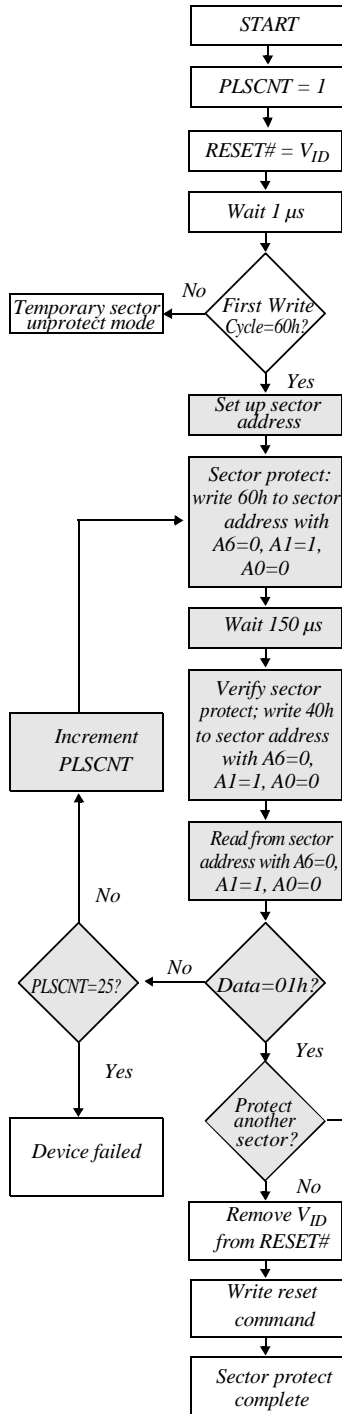 START
PLSCNT = 1
RESET# = VID
Wait 1 µs
No
First Write
Cycle=60h?
Temporary sector
unprotect mode
Yes
Set up sector
address
Sector protect:
write 60h to sector
address with
A6=0, A1=1,
A0=0
Wait 150 µs
Verify sector
protect; write 40h
to sector address
with A6=0,
A1=1, A0=0
Increment
PLSCNT
Read from sector
address with A6=0,
A1=1, A0=0
No
No
PLSCNT=25?
Data=01h?
Yes
Yes
Device failed
Protect
another
sector?
No
Remove VID
from RESET#
Write reset
command
Sector protect
complete